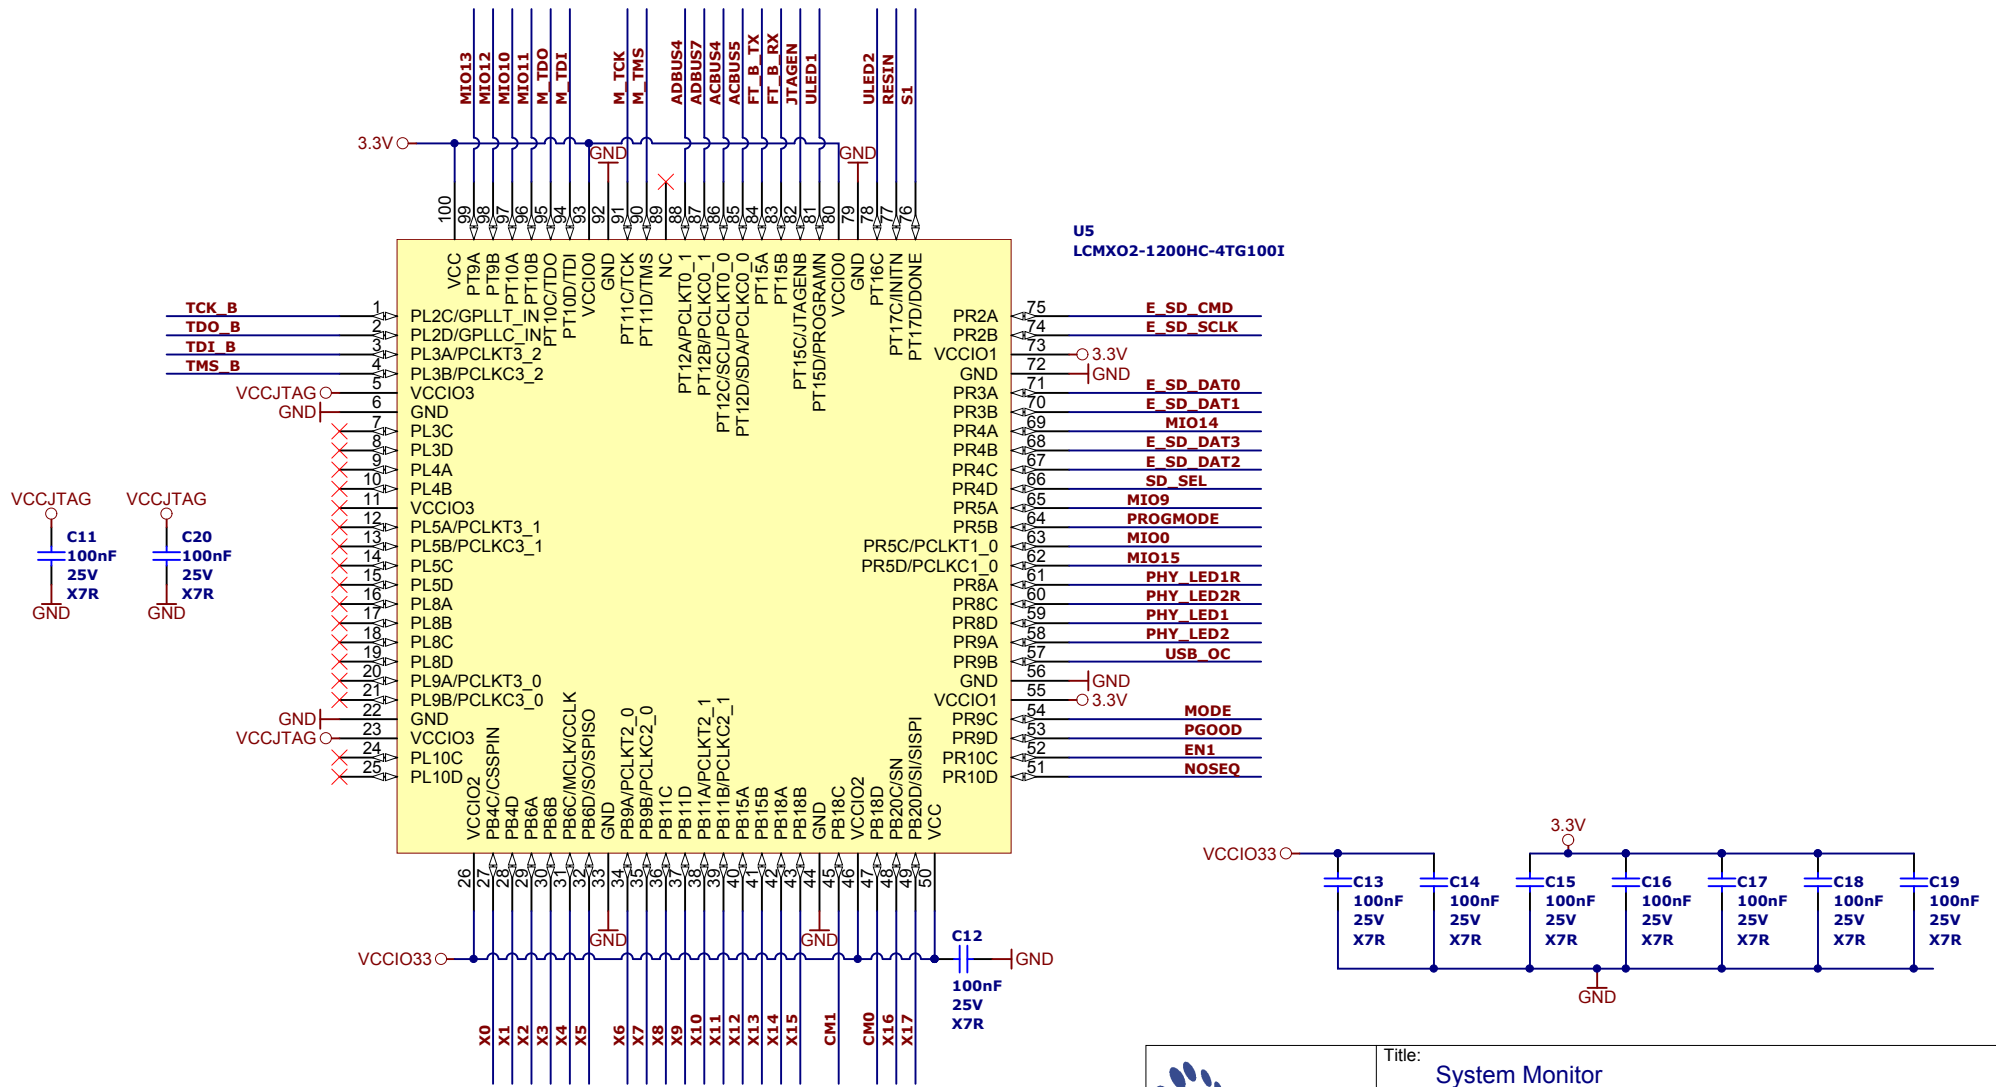 MIO13
MIO12
MIO10
MIO11
M_TDO
M_TDI
M_TCK
M_TMS
ADBUS4
ADBUS7
ACBUS4
ACBUS5
FT_B_TX
FT_B_RX
JTAGEN
ULED1
ULED2
RESIN
S1
3.3V
GND
GND
100
99
98
97
96
95
94
93
92
91
90
89
88
87
86
85
84
83
82
81
80
79
78
77
76
VCC
PT9A
PT9B
PT10A
PT10B
PT10C/TDO
PT10D/TDI
VCCIO0
GND
PT11C/TCK
PT11D/TMS
NC
PT12A/PCLKT0_1
PT12B/PCLKC0_1
PT12C/SCL/PCLKT0_0
PT12D/SDA/PCLKC0_0
PT15A
PT15B
PT15C/JTAGENB
PT15D/PROGRAMN
VCCIO0
GND
PT16C
PT17C/INITN
PT17D/DONE
U5
LCMXO2-1200HC-4TG100I
TCK_B 1 PL2C/GPLLT_IN
TDO_B 2 PL2D/GPLLC_IN
TDI_B 3 PL3A/PCLKT3_2
TMS_B 4 PL3B/PCLKC3_2
VCCJTAG 5 VCCIO3
GND 6 GND
7 PL3C
8 PL3D
9 PL4A
10 PL4B
11 VCCIO3
12 PL5A/PCLKT3_1
13 PL5B/PCLKC3_1
14 PL5C
15 PL5D
16 PL8A
17 PL8B
18 PL8C
19 PL8D
20 PL9A/PCLKT3_0
21 PL9B/PCLKC3_0
GND 22 GND
VCCJTAG 23 VCCIO3
24 PL10C
25 PL10D
PR2A 75 E_SD_CMD
PR2B 74 E_SD_SCLK
VCCIO1 73 3.3V
GND 72 GND
PR3A 71 E_SD_DAT0
PR3B 70 E_SD_DAT1
PR4A 69 MIO14
PR4B 68 E_SD_DAT3
PR4C 67 E_SD_DAT2
PR4D 66 SD_SEL
PR5A 65 MIO9
PR5B 64 PROGMODE
PR5C/PCLKT1_0 63 MIO0
PR5D/PCLKC1_0 62 MIO15
PR8A 61 PHY_LED1R
PR8C 60 PHY_LED2R
PR8D 59 PHY_LED1
PR9A 58 PHY_LED2
PR9B 57 USB_OC
GND 56 GND
VCCIO1 55 3.3V
PR9C 54 MODE
PR9D 53 PGOOD
PR10C 52 EN1
PR10D 51 NOSEQ
VCCJTAG
C11
100nF
25V
X7R
GND
VCCJTAG
C20
100nF
25V
X7R
GND
VCCIO2
PB4C/CSSPIN
PB4D
PB6A
PB6B
PB6C/MCLK/CCLK
PB6D/SO/SPISO
GND
PB9A/PCLKT2_0
PB9B/PCLKC2_0
PB11C
PB11D
PB11A/PCLKT2_1
PB11B/PCLKC2_1
PB15A
PB15B
PB18A
PB18B
GND
PB18C
VCCIO2
PB18D
PB20C/SN
PB20D/SI/SISPI
VCC
26
27
28
29
30
31
32
33
34
35
36
37
38
39
40
41
42
43
44
45
46
47
48
49
50
GND
GND
VCCIO33
C12
100nF
25V
X7R
GND
X0
X1
X2
X3
X4
X5
X6
X7
X8
X9
X10
X11
X12
X13
X14
X15
CM1
CM0
X16
X17
VCCIO33
3.3V
C13
100nF
25V
X7R
C14
100nF
25V
X7R
C15
100nF
25V
X7R
C16
100nF
25V
X7R
C17
100nF
25V
X7R
C18
100nF
25V
X7R
C19
100nF
25V
X7R
GND
Title:
System Monitor